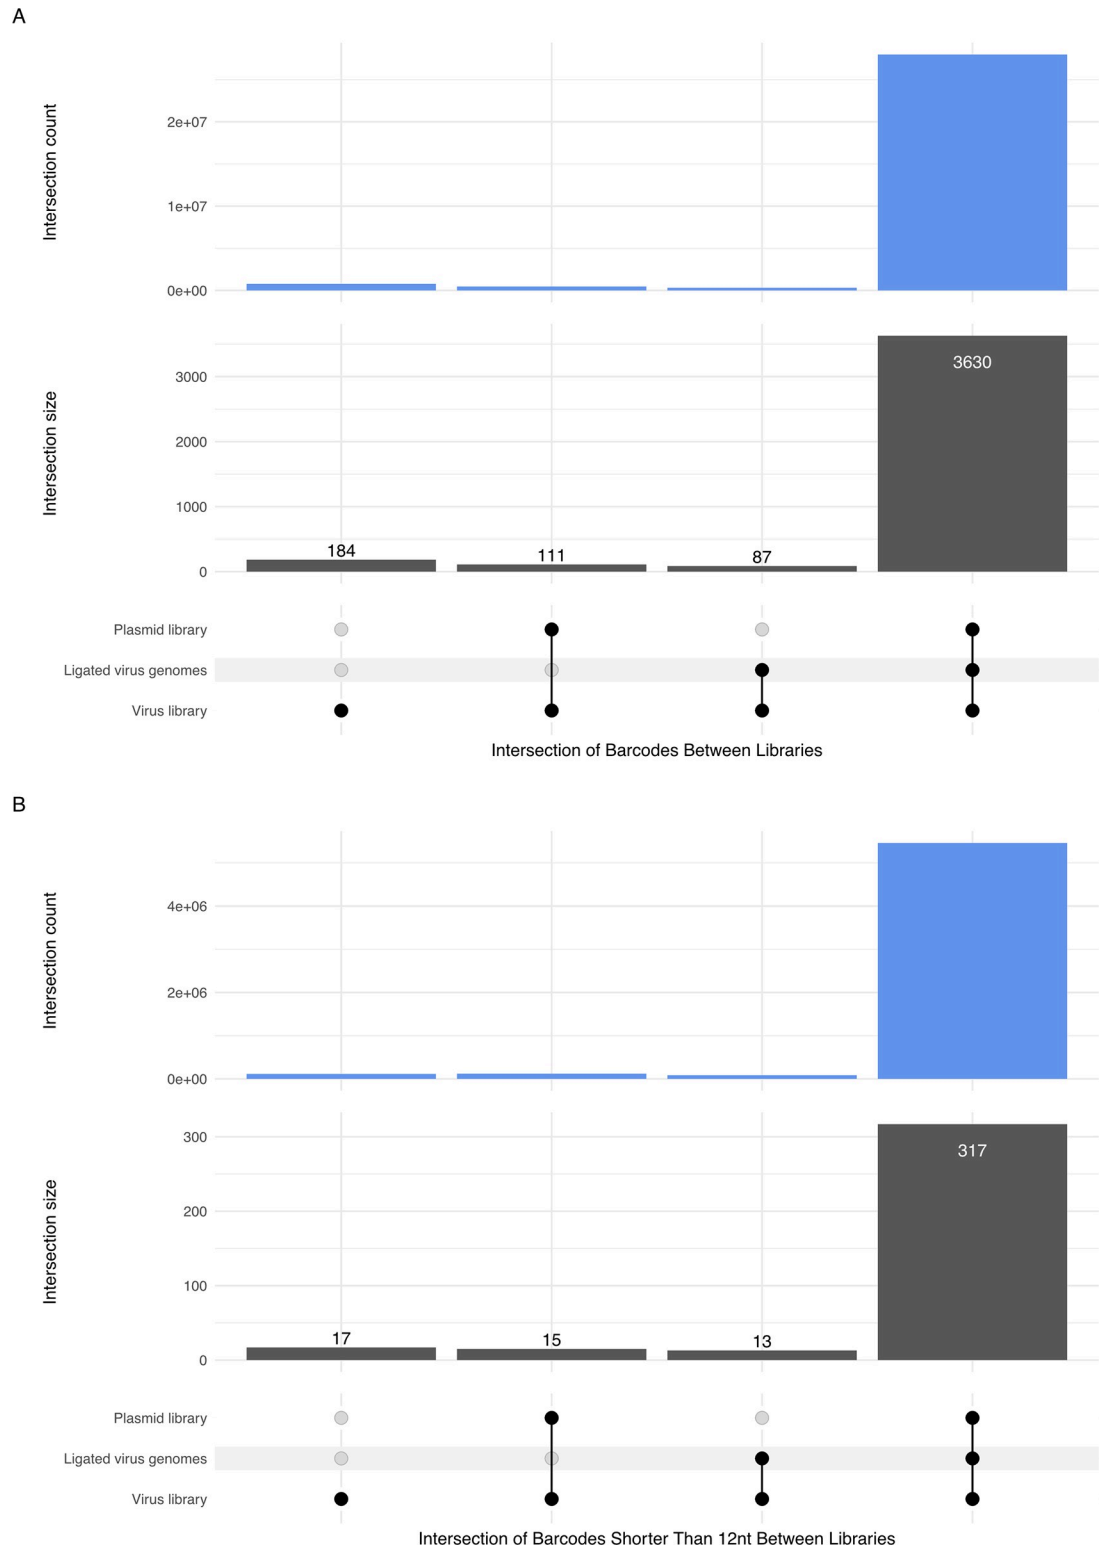 A
Intersection count
2e+07
1e+07
0e+00
Intersection size
3000
2000
1000
0
184
111
87
3630
Plasmid library
Ligated virus genomes
Virus library
Intersection of Barcodes Between Libraries
B
Intersection count
4e+06
2e+06
0e+00
Intersection size
300
200
100
0
17
15
13
317
Plasmid library
Ligated virus genomes
Virus library
Intersection of Barcodes Shorter Than 12nt Between Libraries